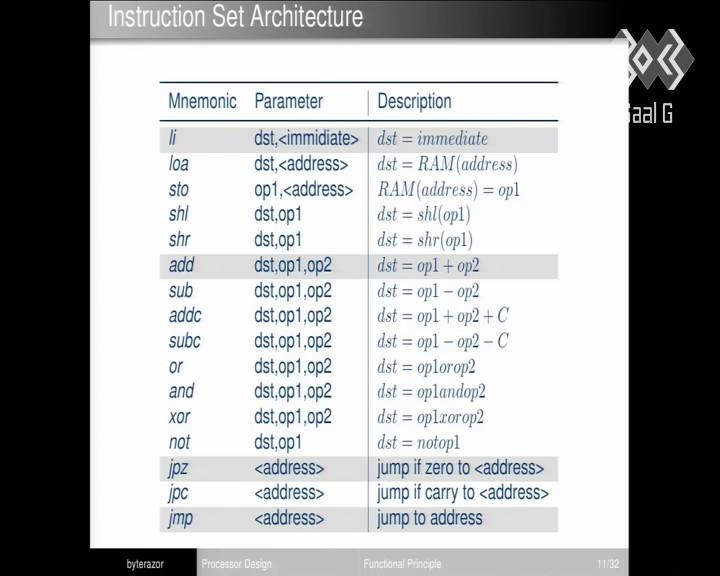 Instruction Set Architecture
Saal G
Mnemonic Parameter Description
li dst,<immidiate> dst = immediate
loa dst,<address> dst = RAM(address)
sto op1,<address> RAM(address) = op1
shl dst,op1 dst = shl(op1)
shr dst,op1 dst = shr(op1)
add dst,op1,op2 dst = op1 + op2
sub dst,op1,op2 dst = op1 − op2
addc dst,op1,op2 dst = op1 + op2 + C
subc dst,op1,op2 dst = op1 − op2 − C
or dst,op1,op2 dst = op1orop2
and dst,op1,op2 dst = op1andop2
xor dst,op1,op2 dst = op1xorop2
not dst,op1 dst = notop1
jpz <address> jump if zero to <address>
jpc <address> jump if carry to <address>
jmp <address> jump to address
byterazor Processor Design Functional Principle 11/32